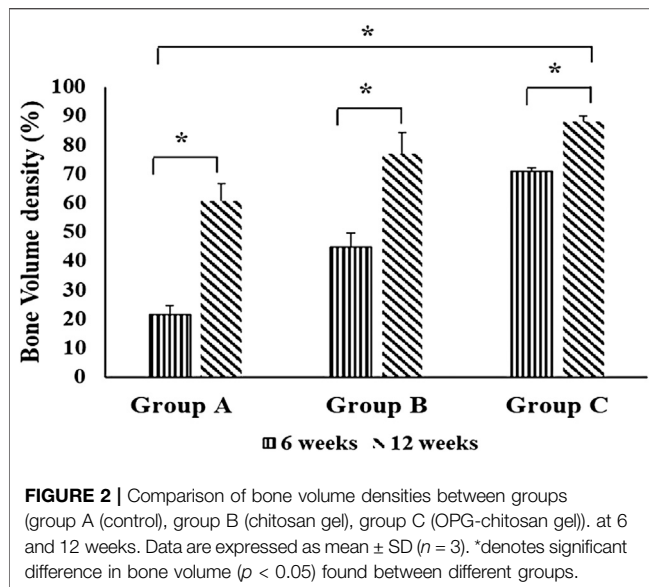 *
* * *
Bone Volume density (%)
100
90
80
70
60
50
40
30
20
10
0
Group A Group B Group C
6 weeks 12 weeks
FIGURE 2 | Comparison of bone volume densities between groups
(group A (control), group B (chitosan gel), group C (OPG-chitosan gel)). at 6
and 12 weeks. Data are expressed as mean ± SD (n = 3). *denotes significant
difference in bone volume (p < 0.05) found between different groups.